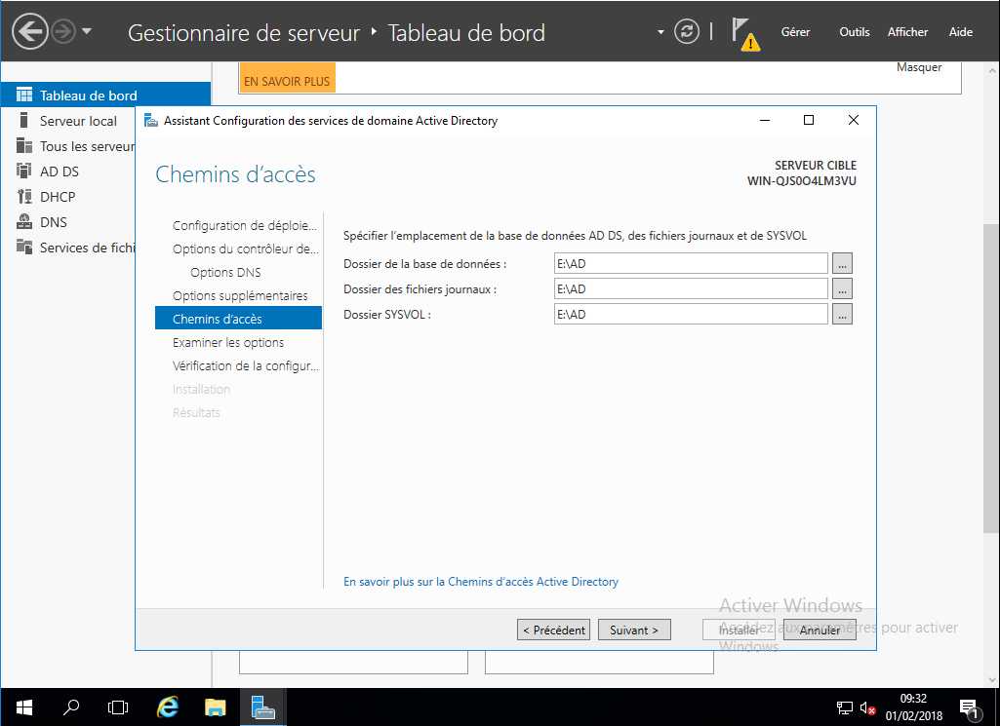 Gestionnaire de serveur ‣ Tableau de bord
Gérer
Outils
Afficher
Aide
Masquer
EN SAVOIR PLUS
Tableau de bord
Serveur local
Tous les serveur
AD DS
DHCP
DNS
Services de fichi
Assistant Configuration des services de domaine Active Directory
Chemins d'accès
SERVEUR CIBLE
WIN-QJS0O4LM3VU
Configuration de déploie...
Options du contrôleur de...
Options DNS
Options supplémentaires
Chemins d'accès
Examiner les options
Vérification de la configur...
Installation
Résultats
Spécifier l'emplacement de la base de données AD DS, des fichiers journaux et de SYSVOL
Dossier de la base de données : E:\AD ...
Dossier des fichiers journaux : E:\AD ...
Dossier SYSVOL : E:\AD ...
En savoir plus sur la Chemins d'accès Active Directory
< Précédent
Suivant >
Installer
Annuler
Activer Windows
Accédez aux paramètres pour activer
Windows.
09:32
01/02/2018
1